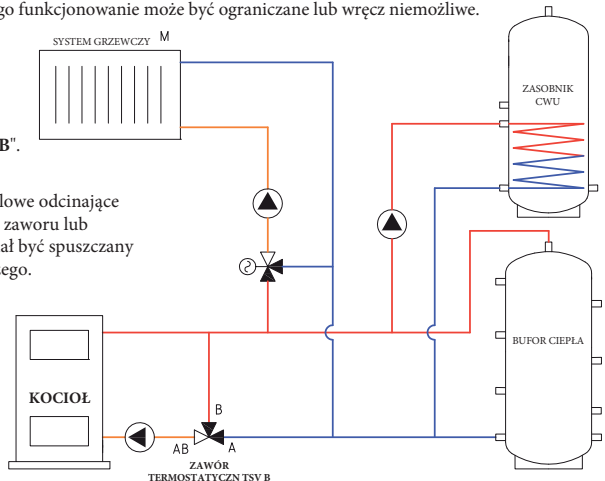 go funkcjonowanie może być ograniczane lub wręcz niemożliwe.
SYSTEM GRZEWCZY M
ZASOBNIK
CWU
B".
lowe odcinające
zaworu lub
ał być spuszczany
zego.
BUFOR CIEPŁA
KOCIOŁ
B
AB
A
ZAWÓR
TERMOSTATYCZN TSV B